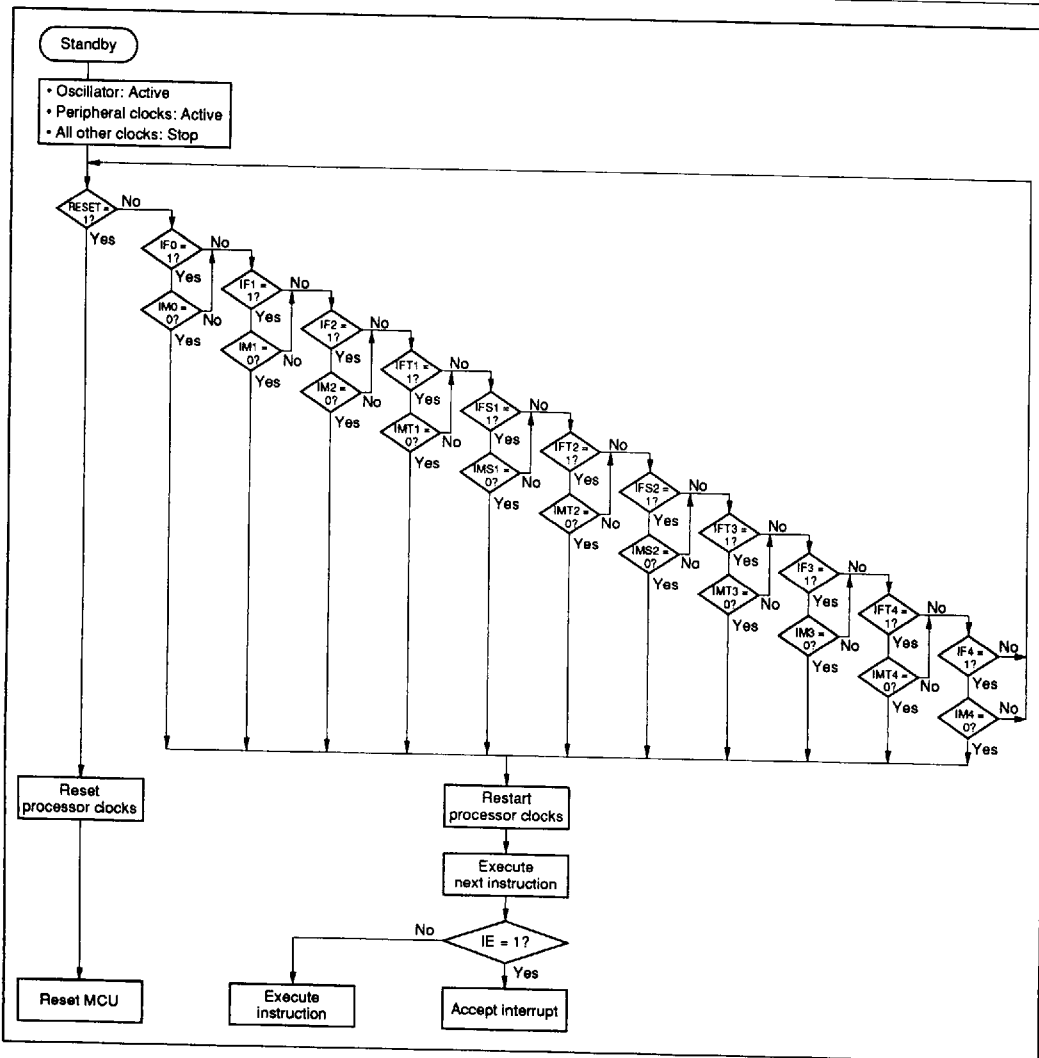 Standby
• Oscillator: Active
• Peripheral clocks: Active
• All other clocks: Stop
RESET = 1?
No
Yes
IF0 = 1?
No
Yes
IM0 = 0?
No
Yes
IF1 = 1?
No
Yes
IM1 = 0?
No
Yes
IF2 = 1?
No
Yes
IM2 = 0?
No
Yes
IFT1 = 1?
No
Yes
IMT1 = 0?
No
Yes
IFS1 = 1?
No
Yes
IMS1 = 0?
No
Yes
IFT2 = 1?
No
Yes
IMT2 = 0?
No
Yes
IFS2 = 1?
No
Yes
IMS2 = 0?
No
Yes
IFT3 = 1?
No
Yes
IMT3 = 0?
No
Yes
IF3 = 1?
No
Yes
IM3 = 0?
No
Yes
IFT4 = 1?
No
Yes
IMT4 = 0?
No
Yes
IF4 = 1?
No
Yes
IM4 = 0?
No
Yes
Reset
processor clocks
Reset MCU
Restart
processor clocks
Execute
next instruction
IE = 1?
No
Yes
Execute
instruction
Accept interrupt